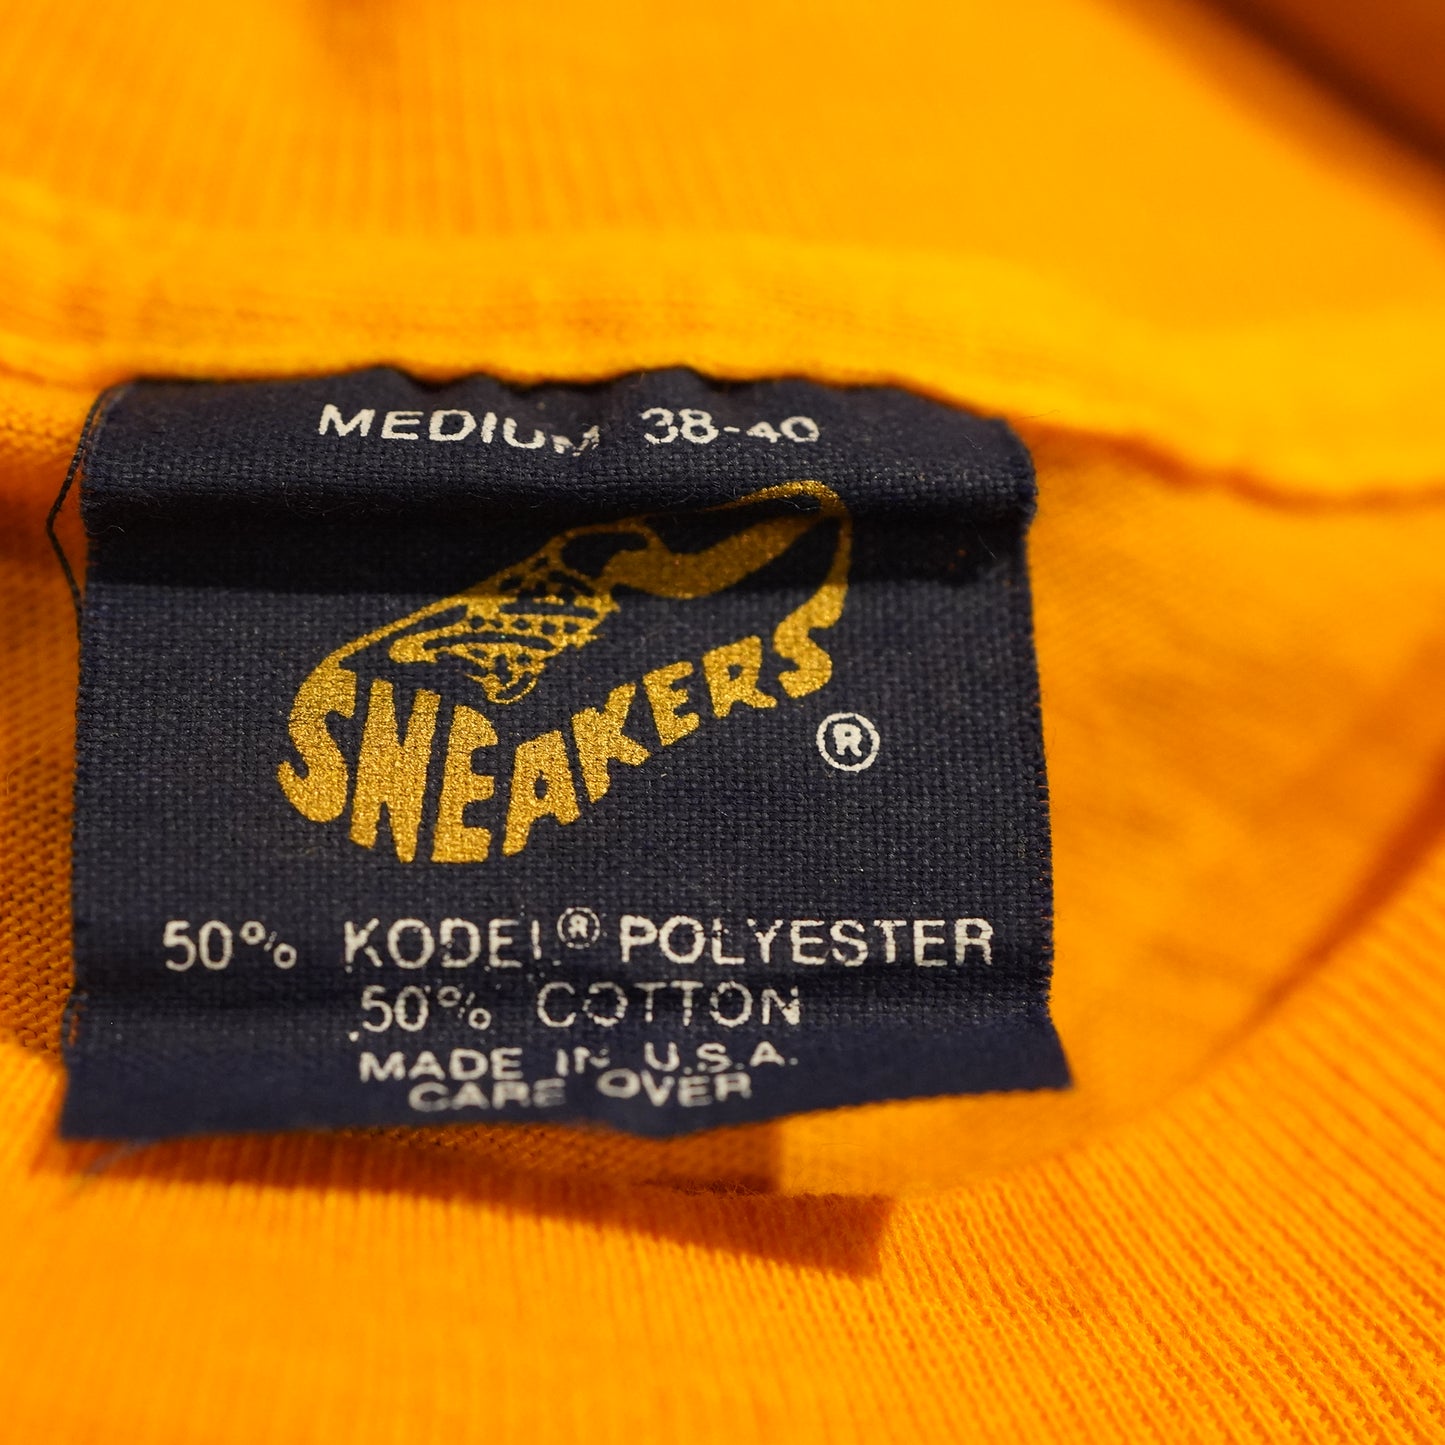 MEDIUM 38-40
SNEAKERS
®
50% KODEL® POLYESTER
50% COTTON
MADE IN U.S.A.
CARE OVER